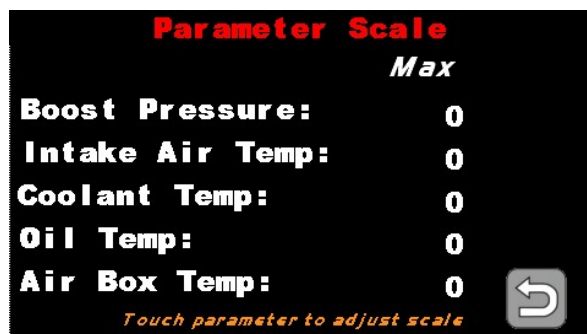 Parameter Scale
Max
Boost Pressure: 0
Intake Air Temp: 0
Coolant Temp: 0
Oil Temp: 0
Air Box Temp: 0
Touch parameter to adjust scale